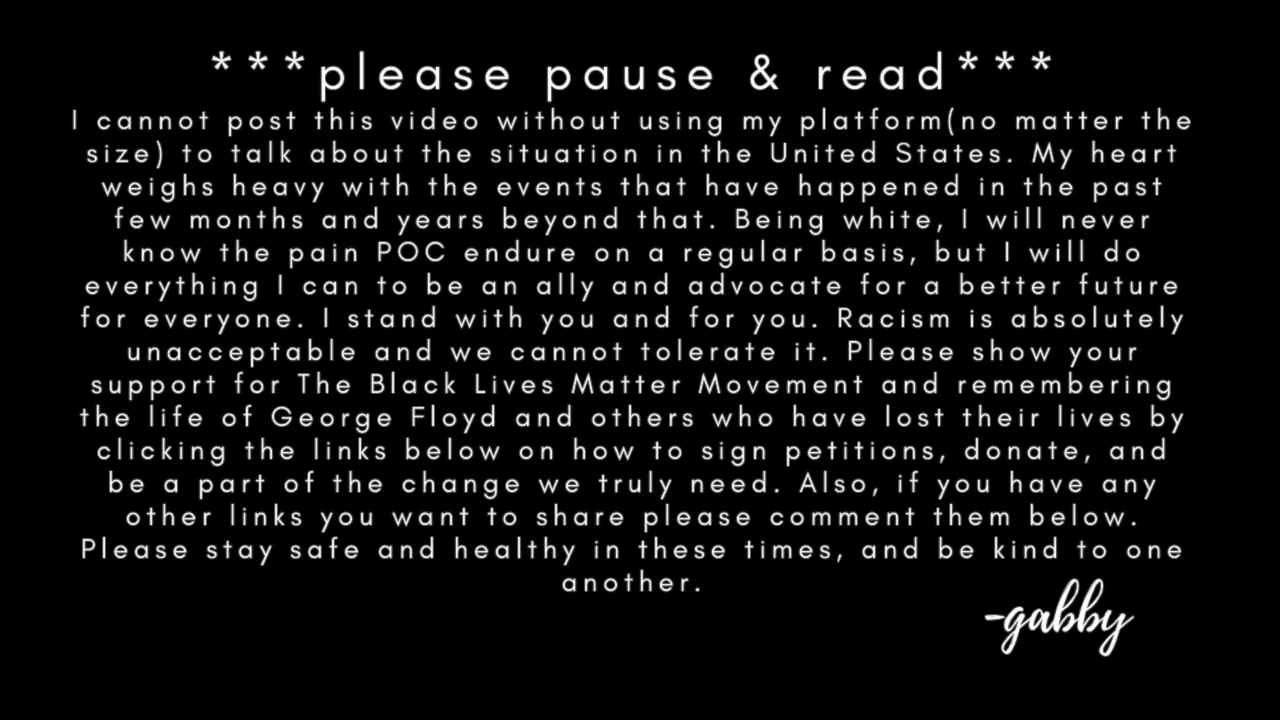 ***please pause & read***
I cannot post this video without using my platform(no matter the
size) to talk about the situation in the United States. My heart
weighs heavy with the events that have happened in the past
few months and years beyond that. Being white, I will never
know the pain POC endure on a regular basis, but I will do
everything I can to be an ally and advocate for a better future
for everyone. I stand with you and for you. Racism is absolutely
unacceptable and we cannot tolerate it. Please show your
support for The Black Lives Matter Movement and remembering
the life of George Floyd and others who have lost their lives by
clicking the links below on how to sign petitions, donate, and
be a part of the change we truly need. Also, if you have any
other links you want to share please comment them below.
Please stay safe and healthy in these times, and be kind to one
another.
-gabby